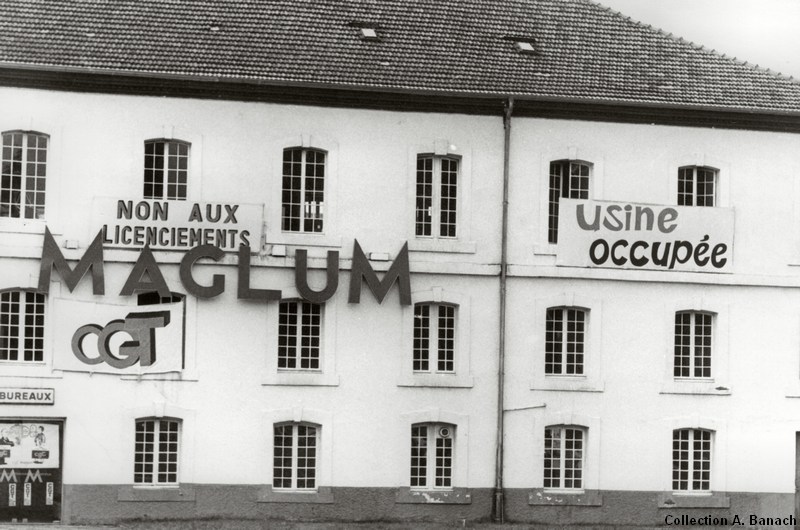 NON AUX
LICENCIEMENTS
usine
occupée
MAGLUM
CGT
BUREAUX
M M
Collection A. Banach